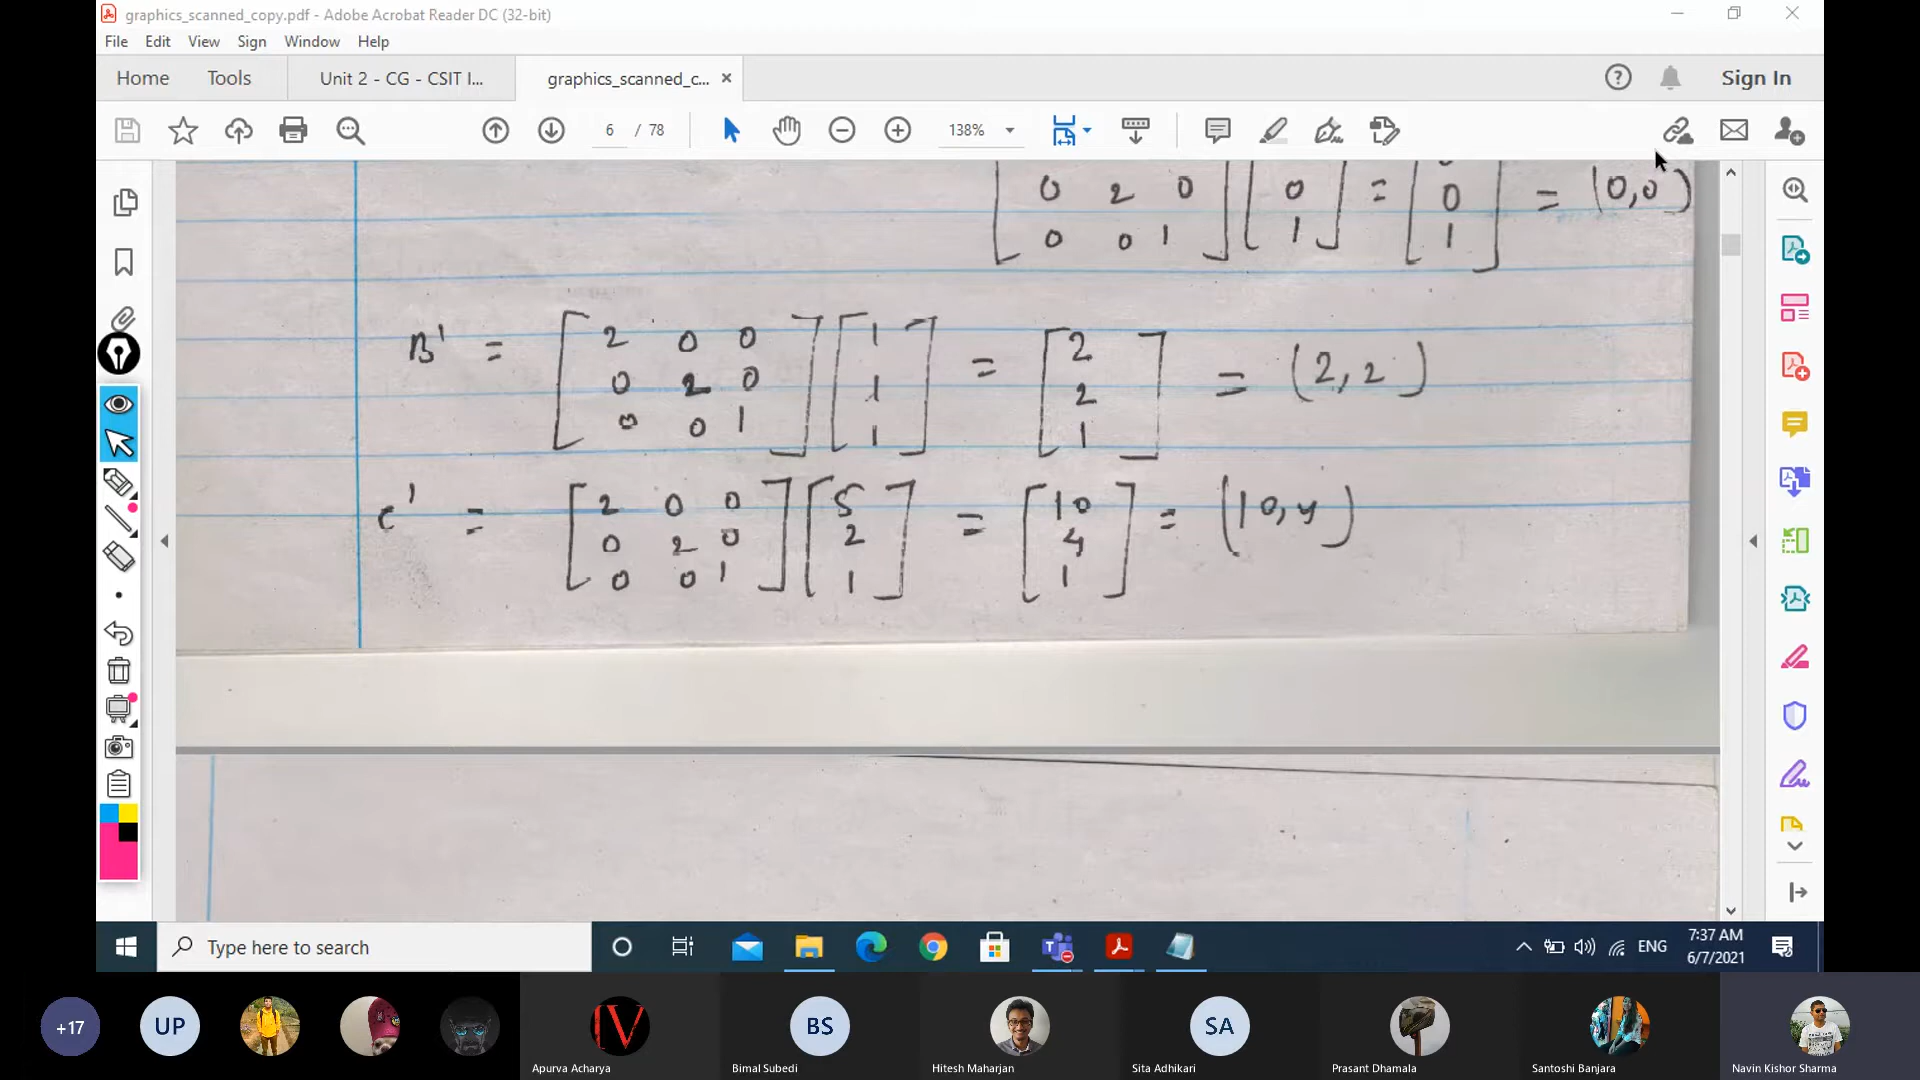 graphics_scanned_copy.pdf - Adobe Acrobat Reader DC (32-bit)
File Edit View Sign Window Help
Home Tools Unit 2 - CG - CSIT I... graphics_scanned_c... × Sign In
6 / 78 138%
0 2 0 0 = 0 = (0,0)
0 0 1 1 1
B' = [2 0 0 [1 = [2 = (2,2)
0 2 0 1 2
0 0 1] 1] 1]
C' = [2 0 0 [5 = [10 = (10,4)
0 2 0 2 4
0 0 1] 1] 1]
Type here to search
ENG
7:37 AM
6/7/2021
+17 UP BS SA
Apurva Acharya Bimal Subedi Hitesh Maharjan Sita Adhikari Prasant Dhamala Santoshi Banjara Navin Kishor Sharma